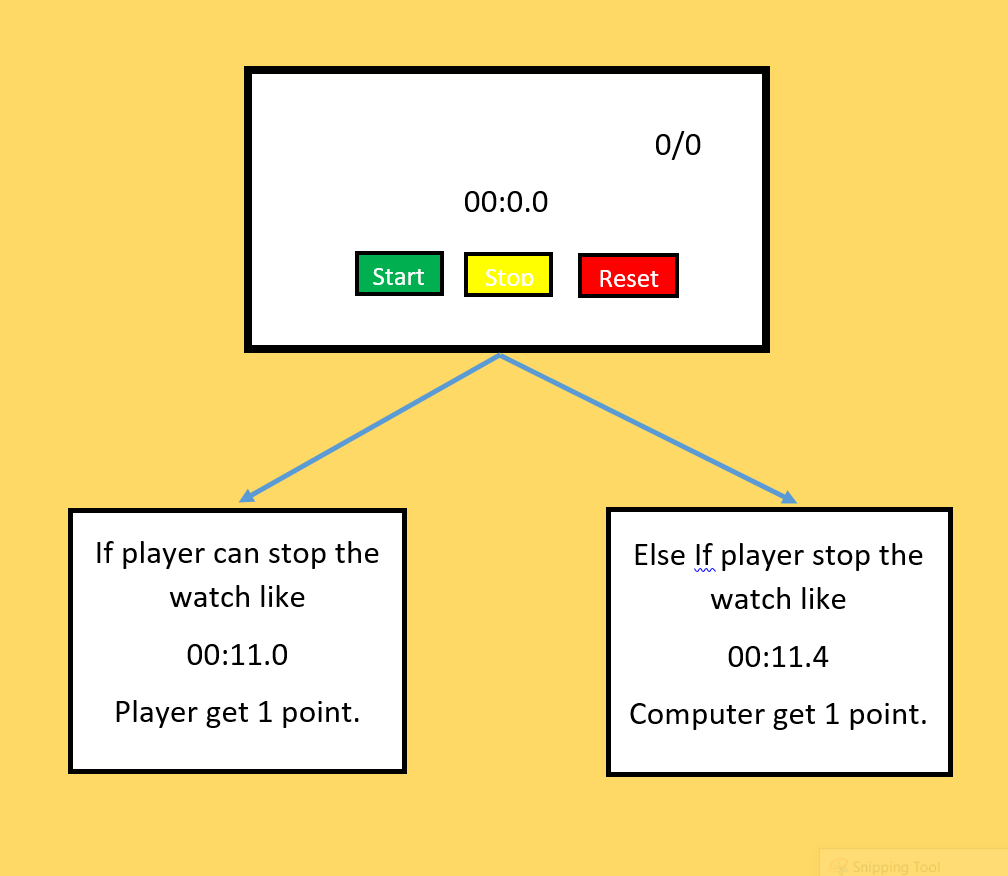 0/0
00:0.0
Start Stop Reset
If player can stop the
watch like
00:11.0
Player get 1 point.
Else If player stop the
watch like
00:11.4
Computer get 1 point.
Snipping Tool